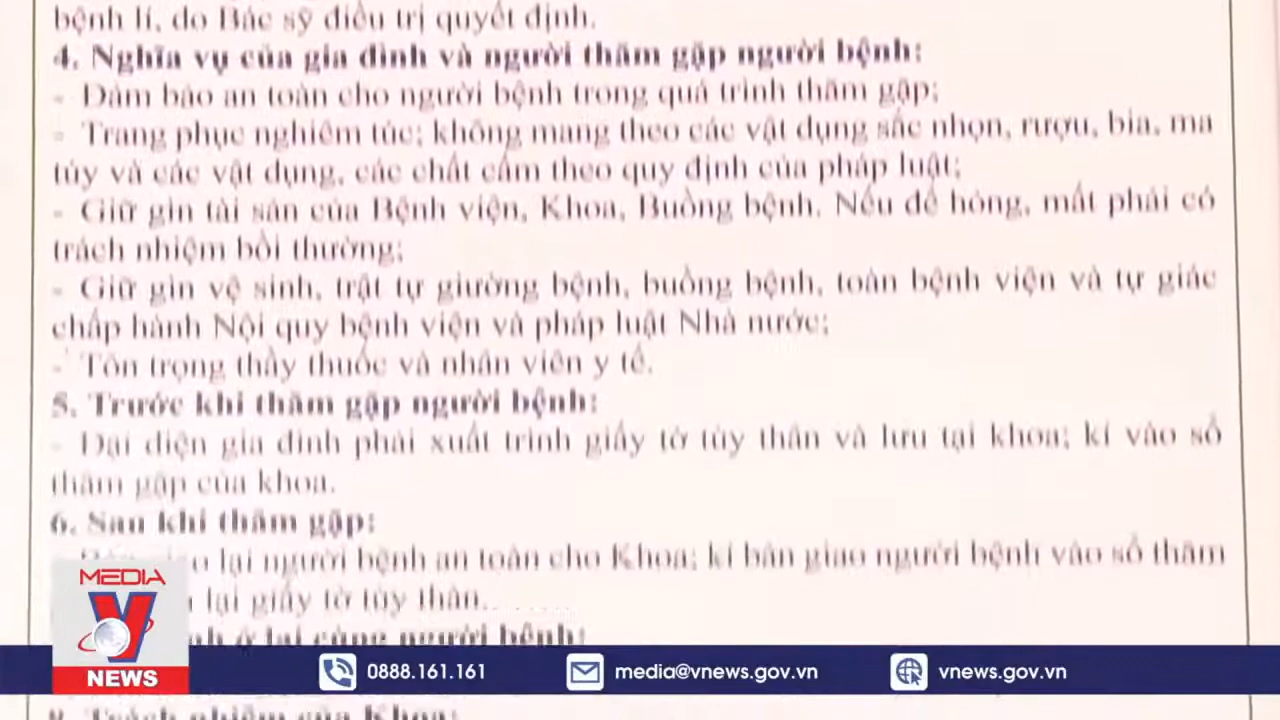 bệnh lí, do Bác sỹ điều trị quyết định.
4. Nghĩa vụ của gia đình và người thăm gặp người bệnh:
- Đảm bảo an toàn cho người bệnh trong quá trình thăm gặp;
- Trang phục nghiêm túc; không mang theo các vật dụng sắc nhọn, rượu, bia, ma
túy và các vật dụng, các chất cấm theo quy định của pháp luật;
- Giữ gìn tài sản của Bệnh viện, Khoa, Buồng bệnh. Nếu để hỏng, mất phải có
trách nhiệm bồi thường;
- Giữ gìn vệ sinh, trật tự giường bệnh, buồng bệnh, toàn bệnh viện và tự giác
chấp hành Nội quy bệnh viện và pháp luật Nhà nước;
- Tôn trọng thầy thuốc và nhân viên y tế.
5. Trước khi thăm gặp người bệnh:
- Đại diện gia đình phải xuất trình giấy tờ tùy thân và lưu tại khoa; kí vào sổ
thăm gặp của khoa.
6. Sau khi thăm gặp:
lại người bệnh an toàn cho Khoa; kí bàn giao người bệnh vào sổ thăm
lại giấy tờ tùy thân.
ở lại cùng người bệnh:
MEDIA
NEWS
0888.161.161
media@vnews.gov.vn
vnews.gov.vn
8. Trách nhiệm của Khoa: